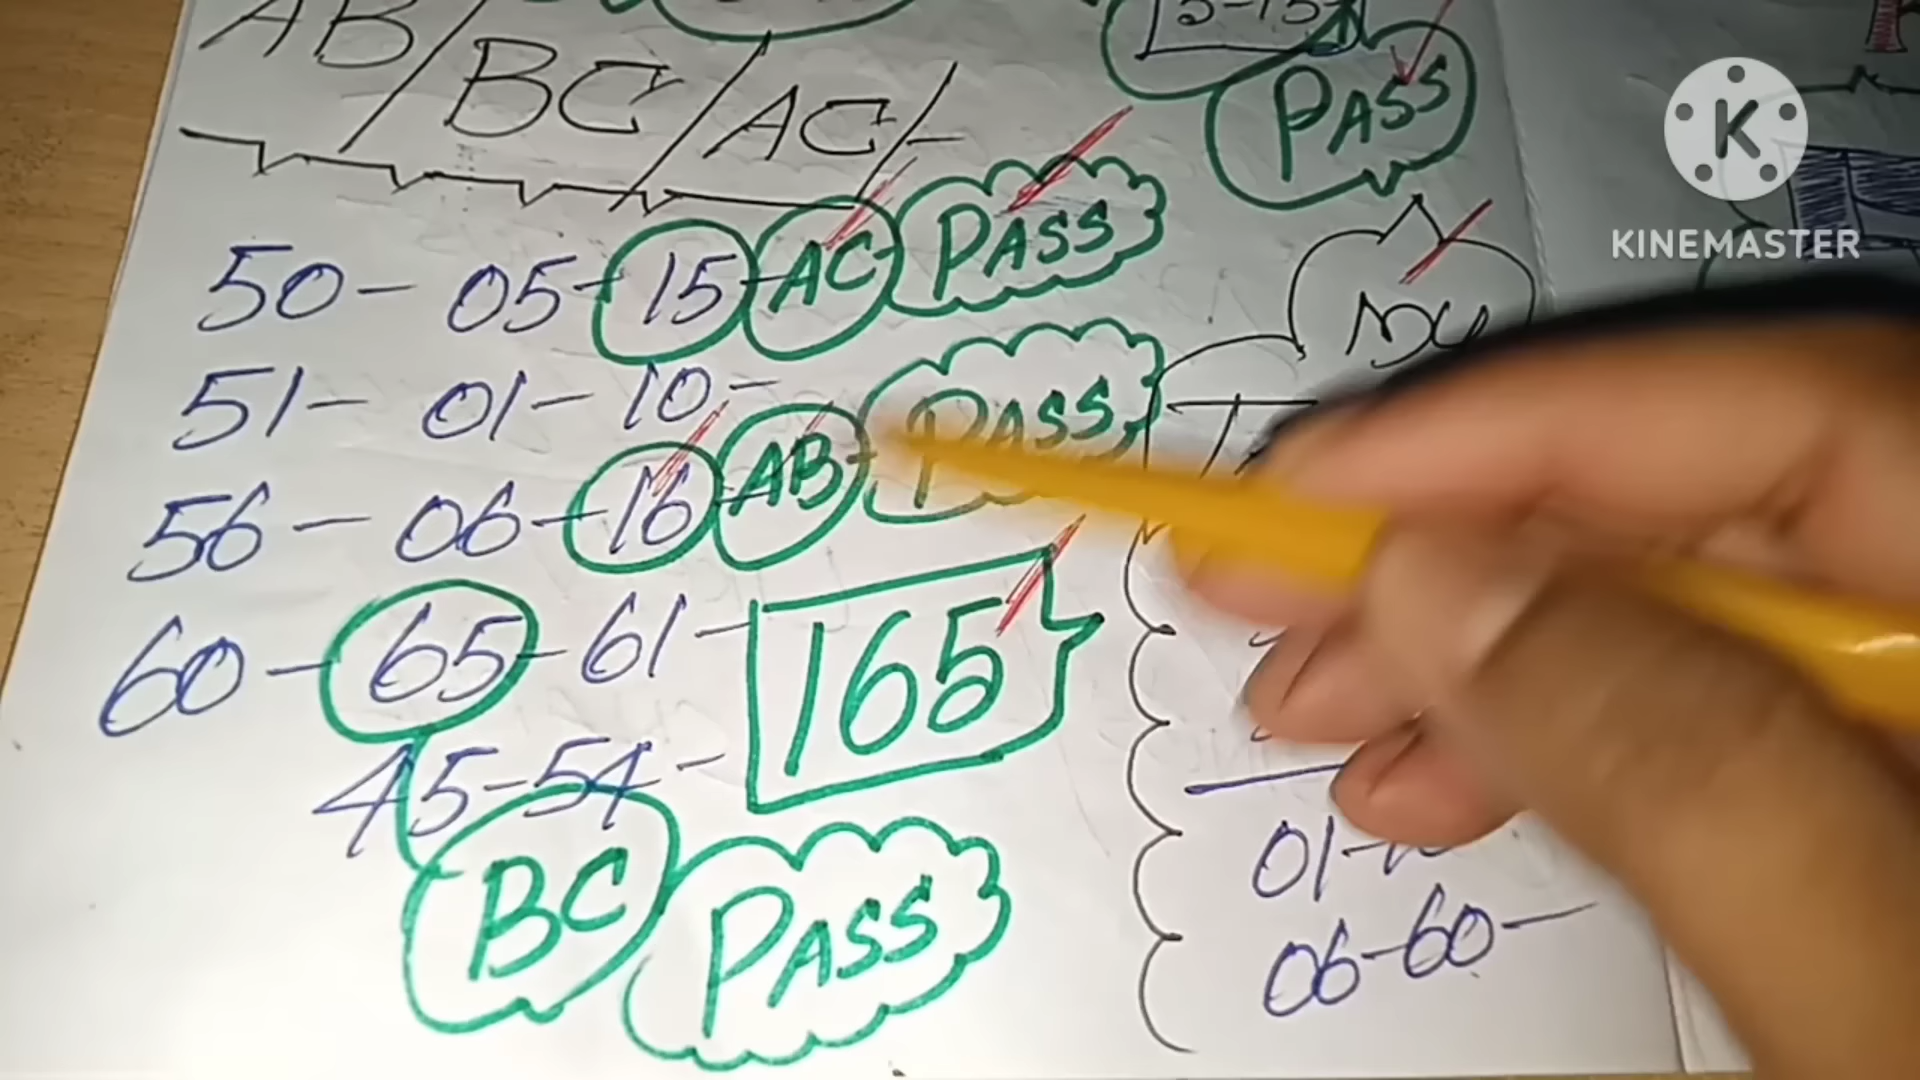 AB/BC/AC/-
PASS
50 - 05 - 15 - AC PASS
51 - 01 - 10 -
56 - 06 - 16 - AB - PASS
60 - 65 - 61 - 165
45 - 54 -
BC PASS
06-60-
K
KINEMASTER